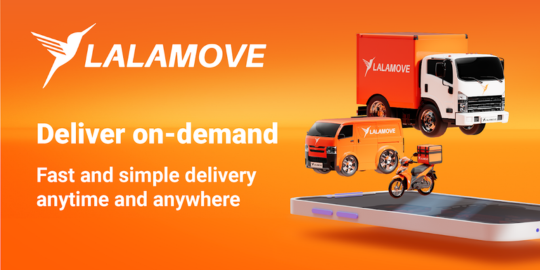 LALAMOVE
Deliver on-demand
Fast and simple delivery
anytime and anywhere
LALAMOVE
LALAMOVE